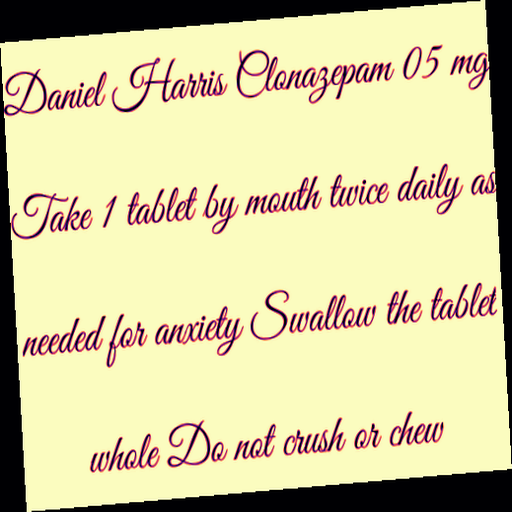 Daniel Harris Clonazepam 05 mg
Take 1 tablet by mouth twice daily as
needed for anxiety Swallow the tablet
whole Do not crush or chew